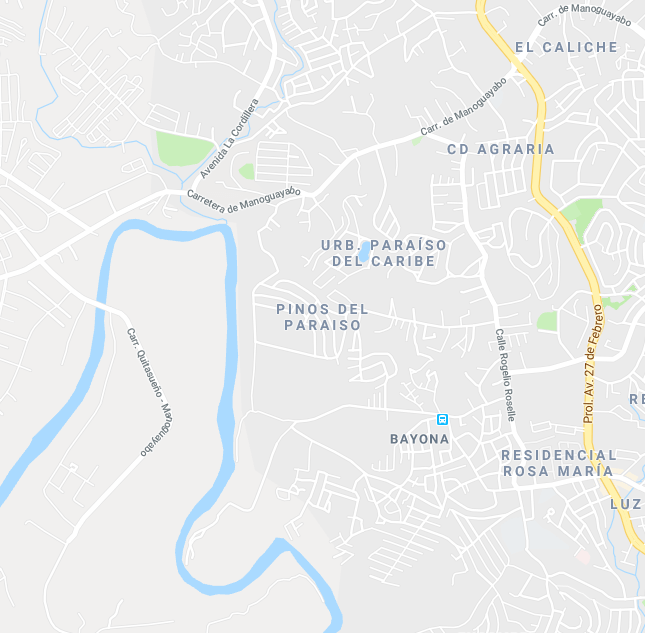 Carr. de Manoguayabo
EL CALICHE
Avenida La Cordillera
Carr. de Manoguayabo
CD AGRARIA
Carretera de Manoguayabo
URB. PARAÍSO
DEL CARIBE
PINOS DEL
PARAISO
Prol. Av. 27 de Febrero
Carr. Quitasueño - Manoguayabo
Calle Rogelio Roselle
RE
BAYONA
RESIDENCIAL
ROSA MARÍA
LUZ